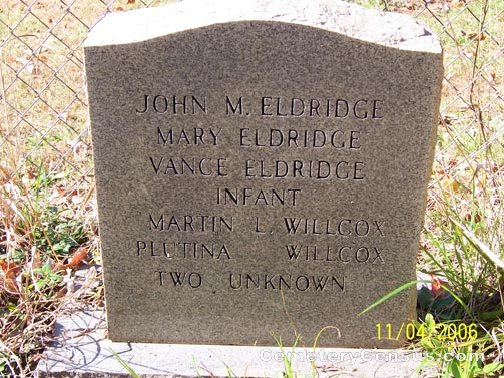 JOHN M. ELDRIDGE
MARY ELDRIDGE
VANCE ELDRIDGE
INFANT
MARTIN L. WILLCOX
PLUTINA WILLCOX
TWO UNKNOWN
11/04/2006
© CemeteryCensus.com